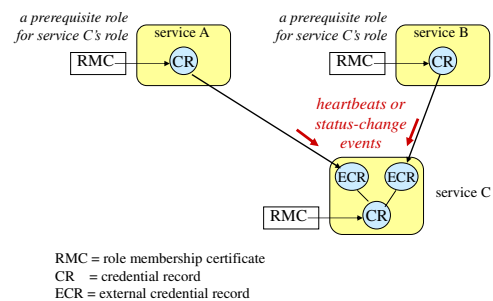 a prerequisite role
for service C's role
service A
RMC
CR
a prerequisite role
for service C's role
service B
RMC
CR
heartbeats or
status-change
events
ECR
ECR
service C
RMC
CR
RMC = role membership certificate
CR = credential record
ECR = external credential record